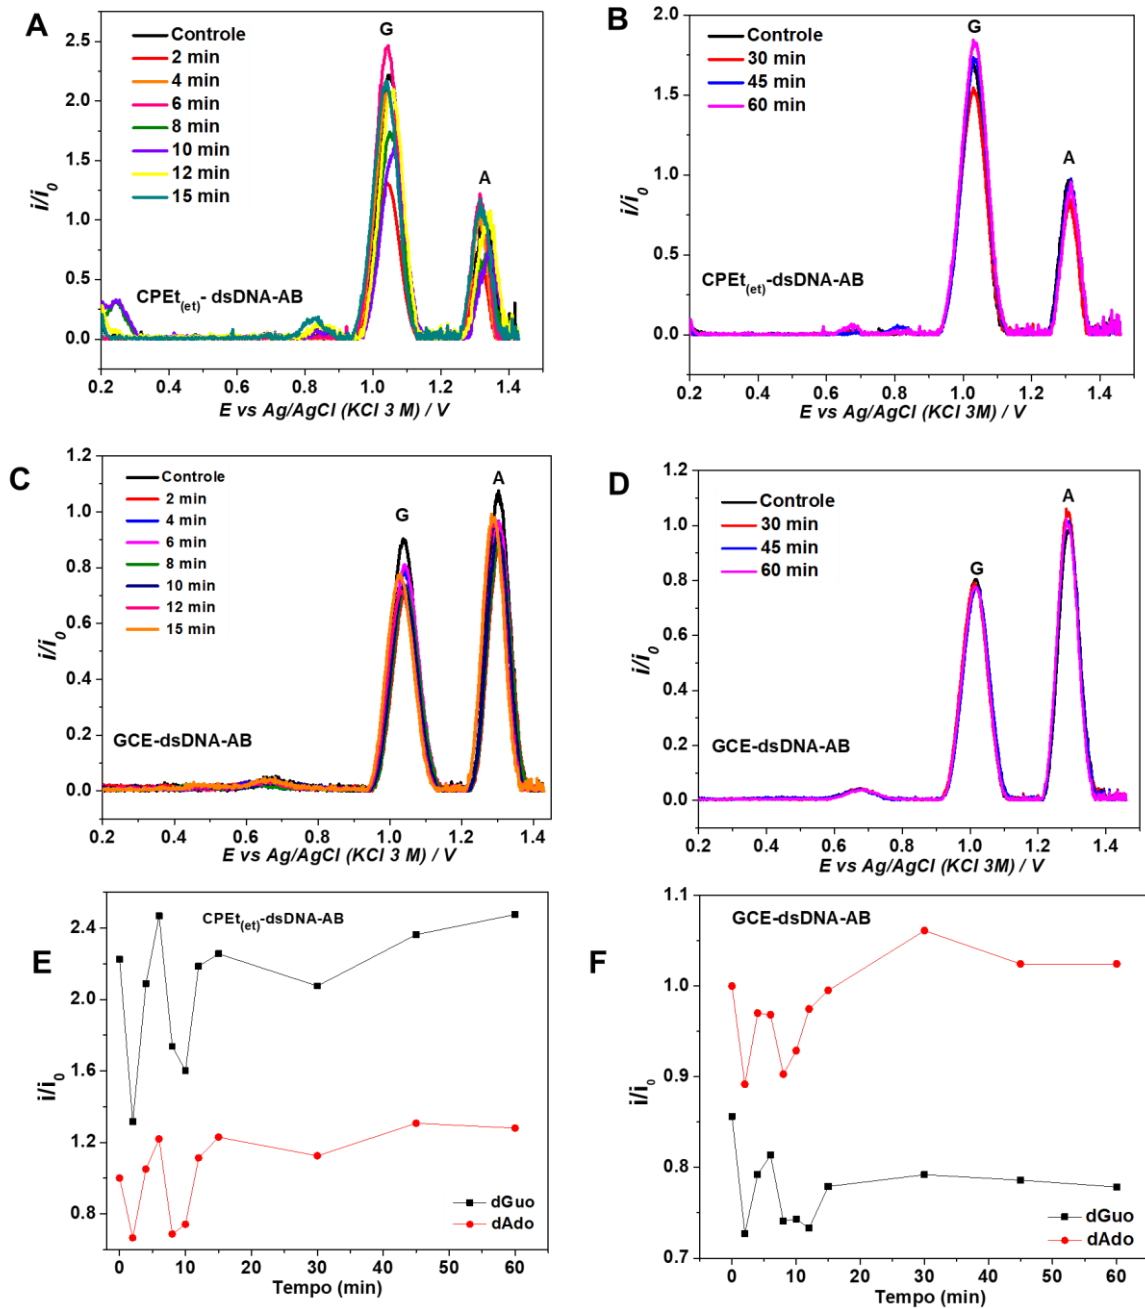 A
G
A
Controle
2 min
4 min
6 min
8 min
10 min
12 min
15 min
CPEt(et)- dsDNA-AB
i/i0
2.5
2.0
1.5
1.0
0.5
0.0
0.2 0.4 0.6 0.8 1.0 1.2 1.4
E vs Ag/AgCl (KCl 3 M) / V
B
G
A
Controle
30 min
45 min
60 min
CPEt(et)- dsDNA-AB
i/i0
2.0
1.5
1.0
0.5
0.0
0.2 0.4 0.6 0.8 1.0 1.2 1.4
E vs Ag/AgCl (KCl 3 M) / V
C
G
A
Controle
2 min
4 min
6 min
8 min
10 min
12 min
15 min
GCE-dsDNA-AB
i/i0
1.2
1.0
0.8
0.6
0.4
0.2
0.0
0.2 0.4 0.6 0.8 1.0 1.2 1.4
E vs Ag/AgCl (KCl 3 M) / V
D
G
A
Controle
30 min
45 min
60 min
GCE-dsDNA-AB
i/i0
1.2
1.0
0.8
0.6
0.4
0.2
0.0
0.2 0.4 0.6 0.8 1.0 1.2 1.4
E vs Ag/AgCl (KCl 3M) / V
E
CPEt(et)-dsDNA-AB
i/i0
2.4
2.0
1.6
1.2
0.8
dGuo
dAdo
0 10 20 30 40 50 60
Tempo (min)
F
GCE-dsDNA-AB
i/i0
1.1
1.0
0.9
0.8
0.7
dGuo
dAdo
0 10 20 30 40 50 60
Tempo (min)